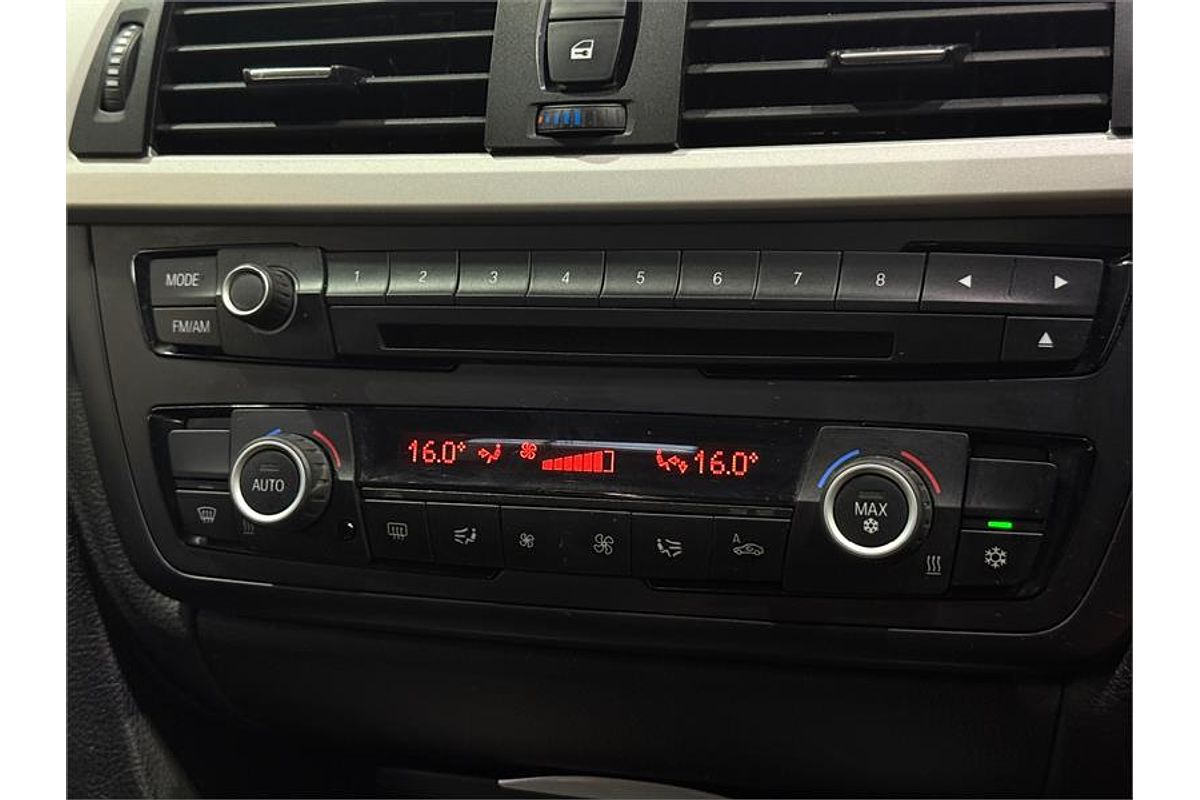 MODE
1 2 3 4 5 6 7 8
FM/AM
16.0° 16.0°
AUTO
MAX
A